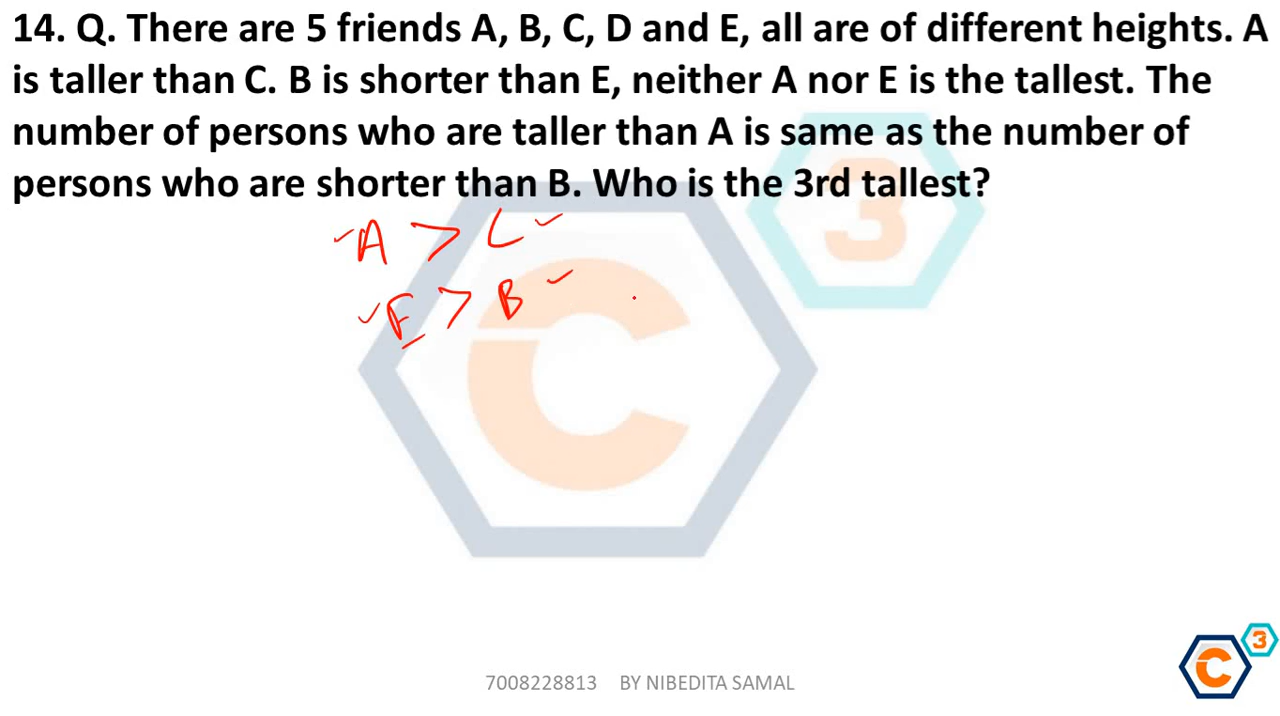 14. Q. There are 5 friends A, B, C, D and E, all are of different heights. A
is taller than C. B is shorter than E, neither A nor E is the tallest. The
number of persons who are taller than A is same as the number of
persons who are shorter than B. Who is the 3rd tallest?
A > C
E > B
C 3
7008228813 BY NIBEDITA SAMAL
C 3